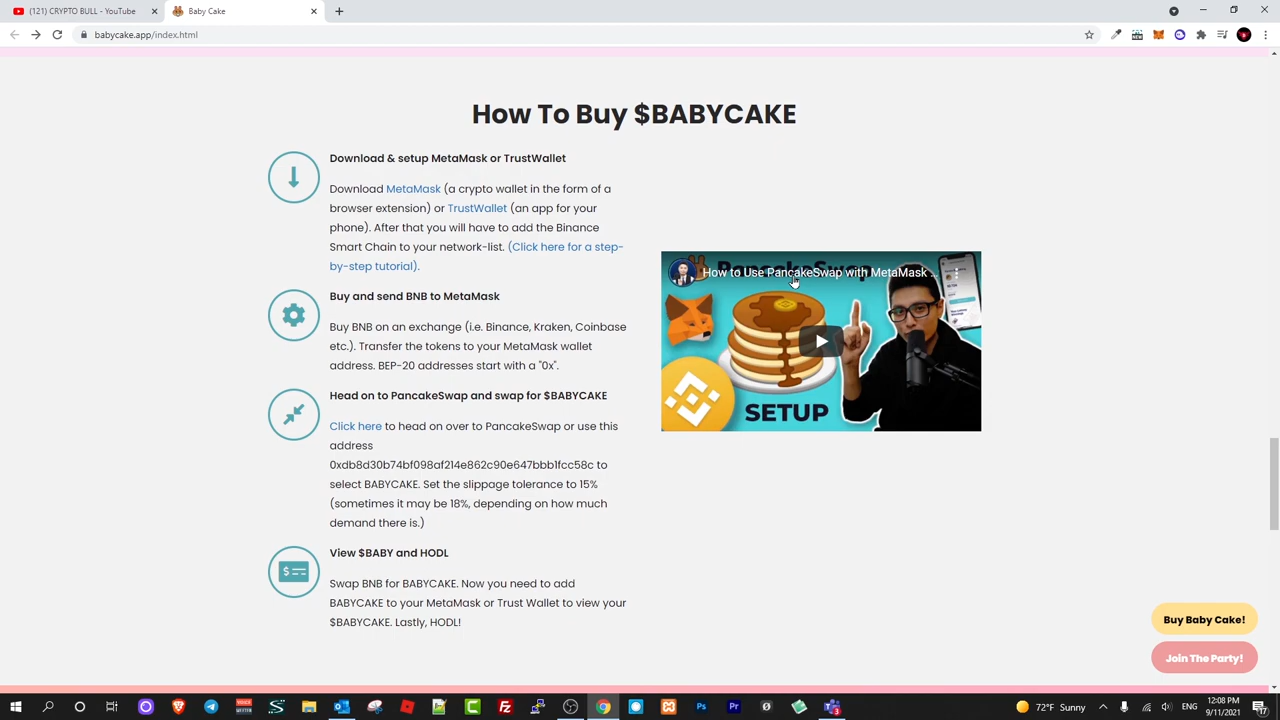 (121) CRYPTO BULL - YouTube
Baby Cake
babycake.app/index.html
How To Buy $BABYCAKE
Download & setup MetaMask or TrustWallet
Download MetaMask (a crypto wallet in the form of a
browser extension) or TrustWallet (an app for your
phone). After that you will have to add the Binance
Smart Chain to your network-list. (Click here for a step-
by-step tutorial).
Buy and send BNB to MetaMask
Buy BNB on an exchange (i.e. Binance, Kraken, Coinbase
etc.). Transfer the tokens to your MetaMask wallet
address. BEP-20 addresses start with a "0x".
Head on to PancakeSwap and swap for $BABYCAKE
Click here to head on over to PancakeSwap or use this
address
0xdb8d30b74bf098af214e862c90e647bbb1fcc58c to
select BABYCAKE. Set the slippage tolerance to 15%
(sometimes it may be 18%, depending on how much
demand there is.)
View $BABY and HODL
Swap BNB for BABYCAKE. Now you need to add
BABYCAKE to your MetaMask or Trust Wallet to view your
$BABYCAKE. Lastly, HODL!
PancakeSwap
How to Use PancakeSwap with MetaMask ...
SETUP
Buy Baby Cake!
Join The Party!
72°F Sunny
ENG
12:08 PM
9/11/2021
17